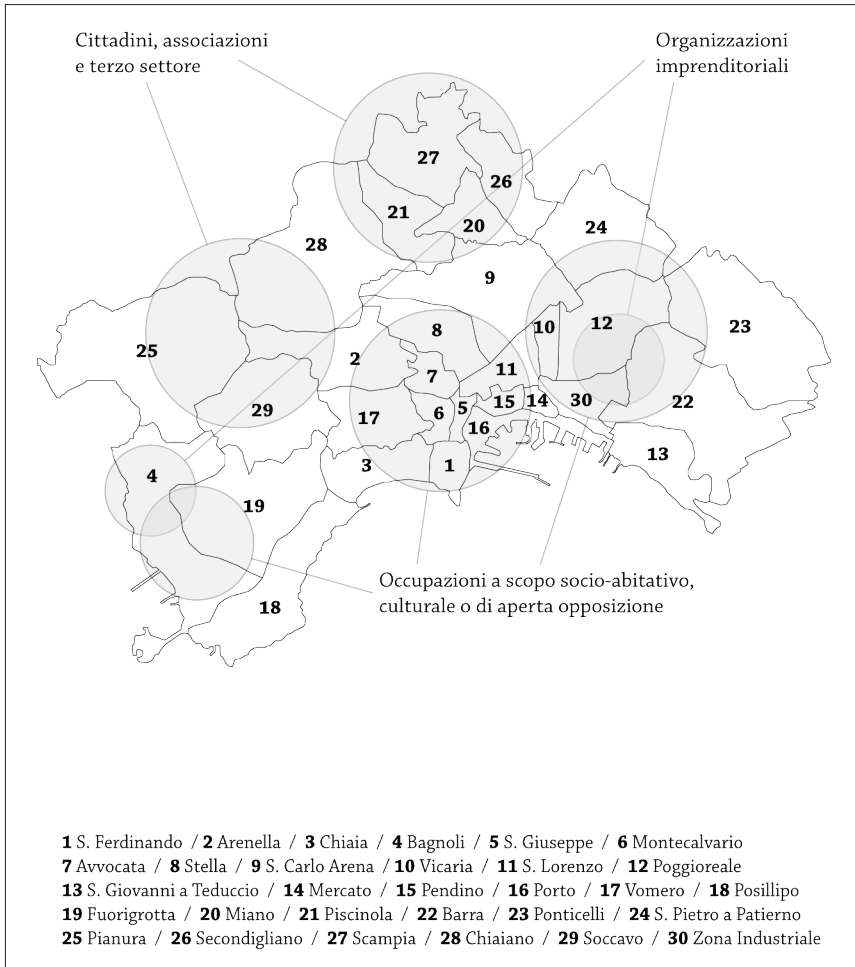 Cittadini, associazioni
e terzo settore
Organizzazioni
imprenditoriali
27
26
21
20
24
28
9
8
10
12
23
25
2
7
11
29
17
6
5
15
14
30
22
16
3
1
13
4
19
18
Occupazioni a scopo socio-abitativo,
culturale o di aperta opposizione
1 S. Ferdinando / 2 Arenella / 3 Chiaia / 4 Bagnoli / 5 S. Giuseppe / 6 Montecalvario
7 Avvocata / 8 Stella / 9 S. Carlo Arena / 10 Vicaria / 11 S. Lorenzo / 12 Poggioreale
13 S. Giovanni a Teduccio / 14 Mercato / 15 Pendino / 16 Porto / 17 Vomero / 18 Posillipo
19 Fuorigrotta / 20 Miano / 21 Piscinola / 22 Barra / 23 Ponticelli / 24 S. Pietro a Patierno
25 Pianura / 26 Secondigliano / 27 Scampia / 28 Chiaiano / 29 Soccavo / 30 Zona Industriale